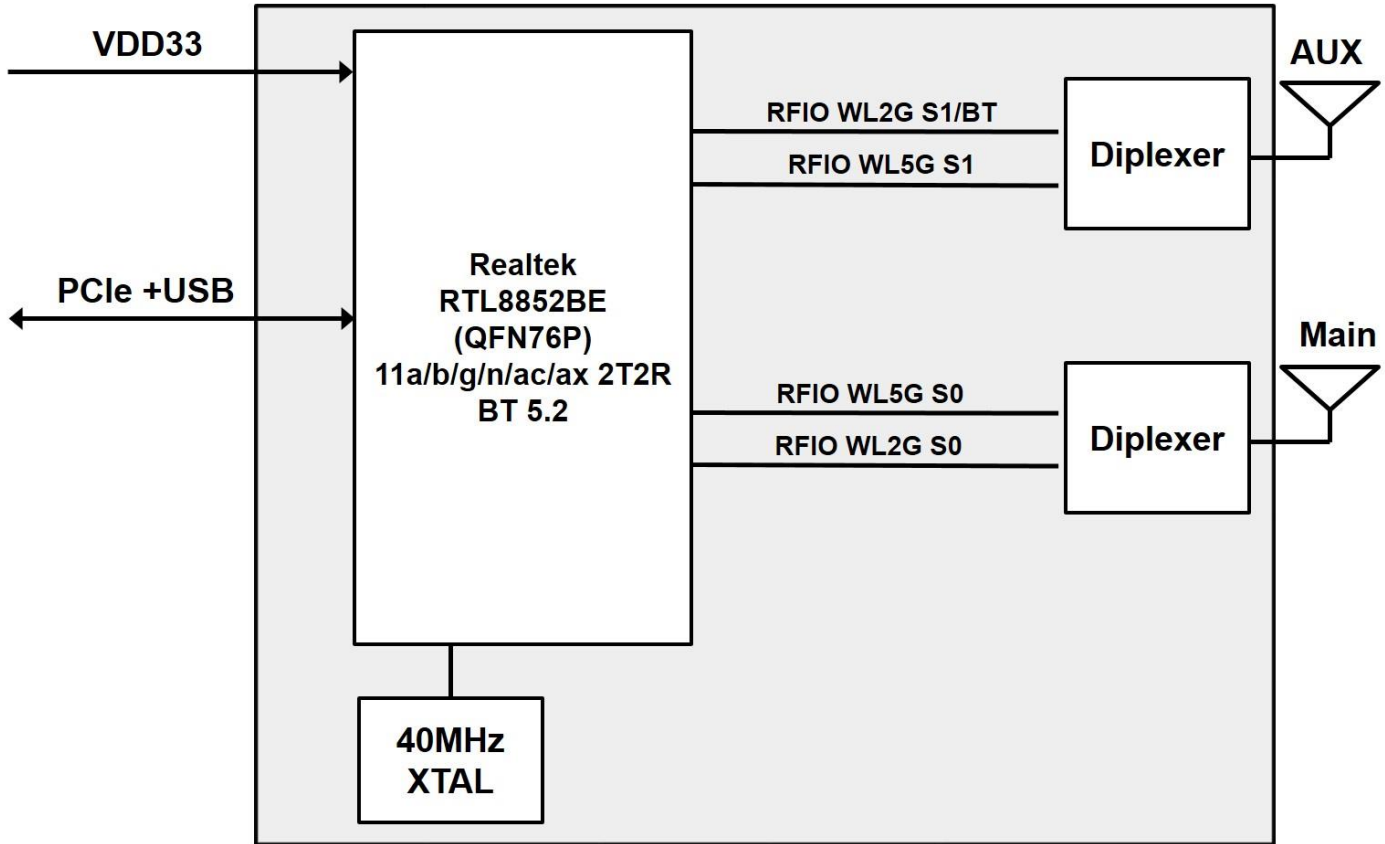 VDD33
AUX
RFIO WL2G S1/BT
Diplexer
RFIO WL5G S1
Realtek
RTL8852BE
(QFN76P)
11a/b/g/n/ac/ax 2T2R
BT 5.2
PCIe +USB
Main
RFIO WL5G S0
Diplexer
RFIO WL2G S0
40MHz
XTAL